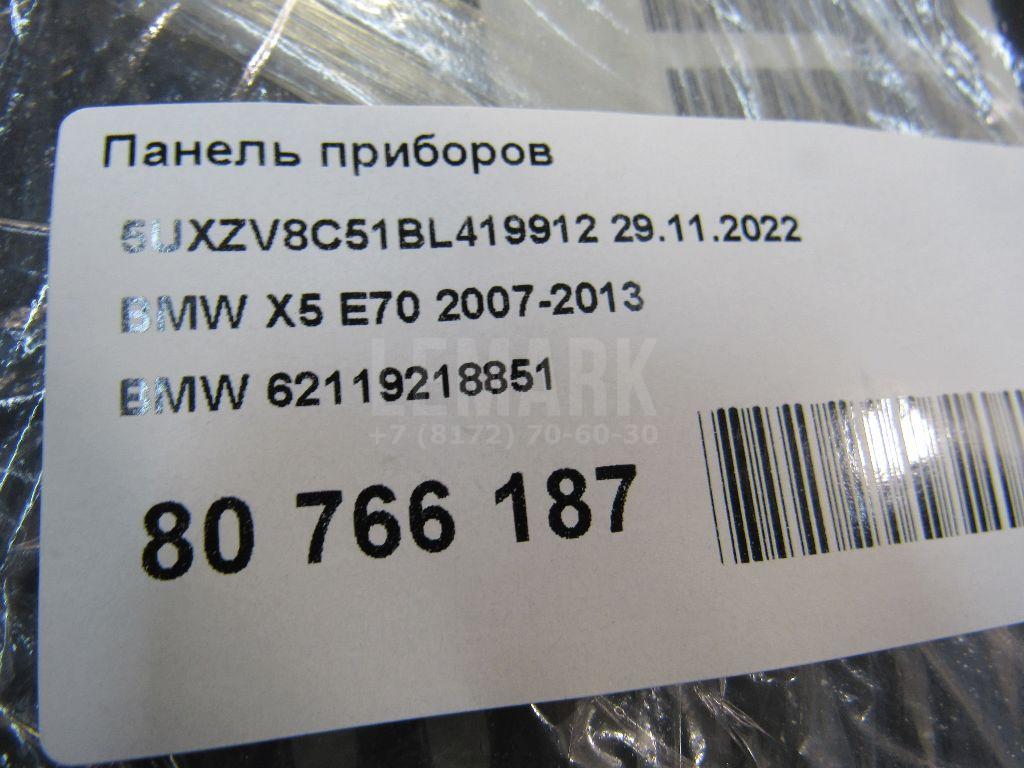 Панель приборов
5UXZV8C51BL419912 29.11.2022
BMW X5 E70 2007-2013
BMW 62119218851
LEMARK
+7 (8172) 70-60-30
80 766 187